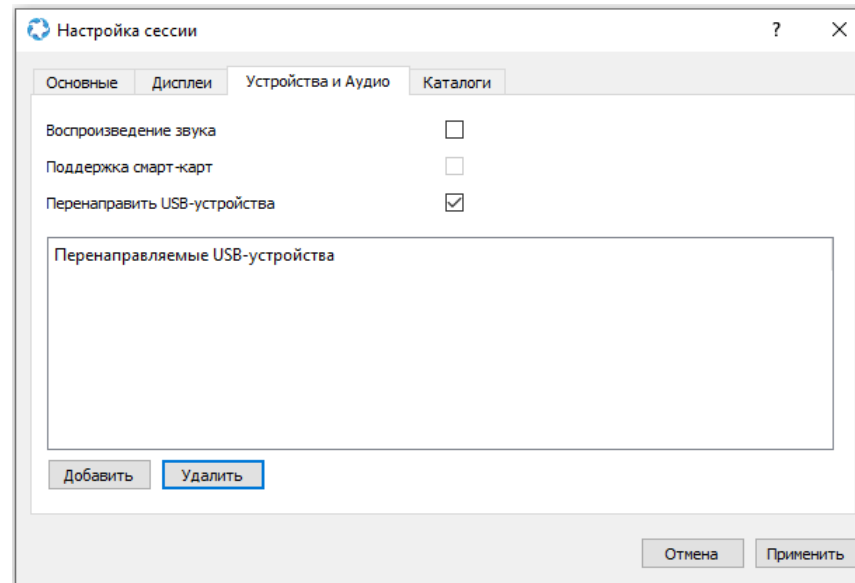 Настройка сессии ?
Основные Дисплеи Устройства и Аудио Каталоги
Воспроизведение звука
Поддержка смарт-карт
Перенаправить USB-устройства
Перенаправляемые USB-устройства
Добавить Удалить
Отмена Применить